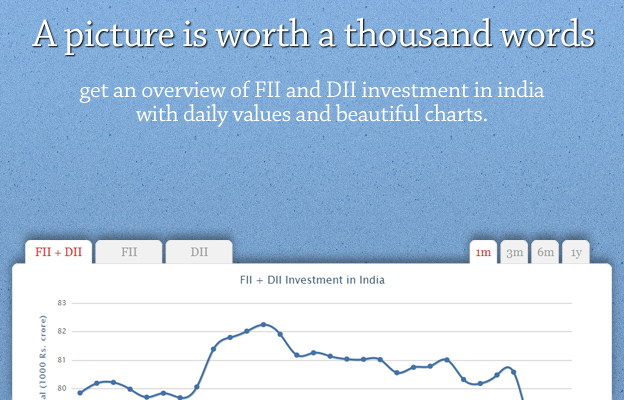 A picture is worth a thousand words
get an overview of FII and DII investment in india
with daily values and beautiful charts.
FII + DII FII DII 1m 3m 6m 1y
FII + DII Investment in India
83
82
81
80
(1000 Rs. crore)